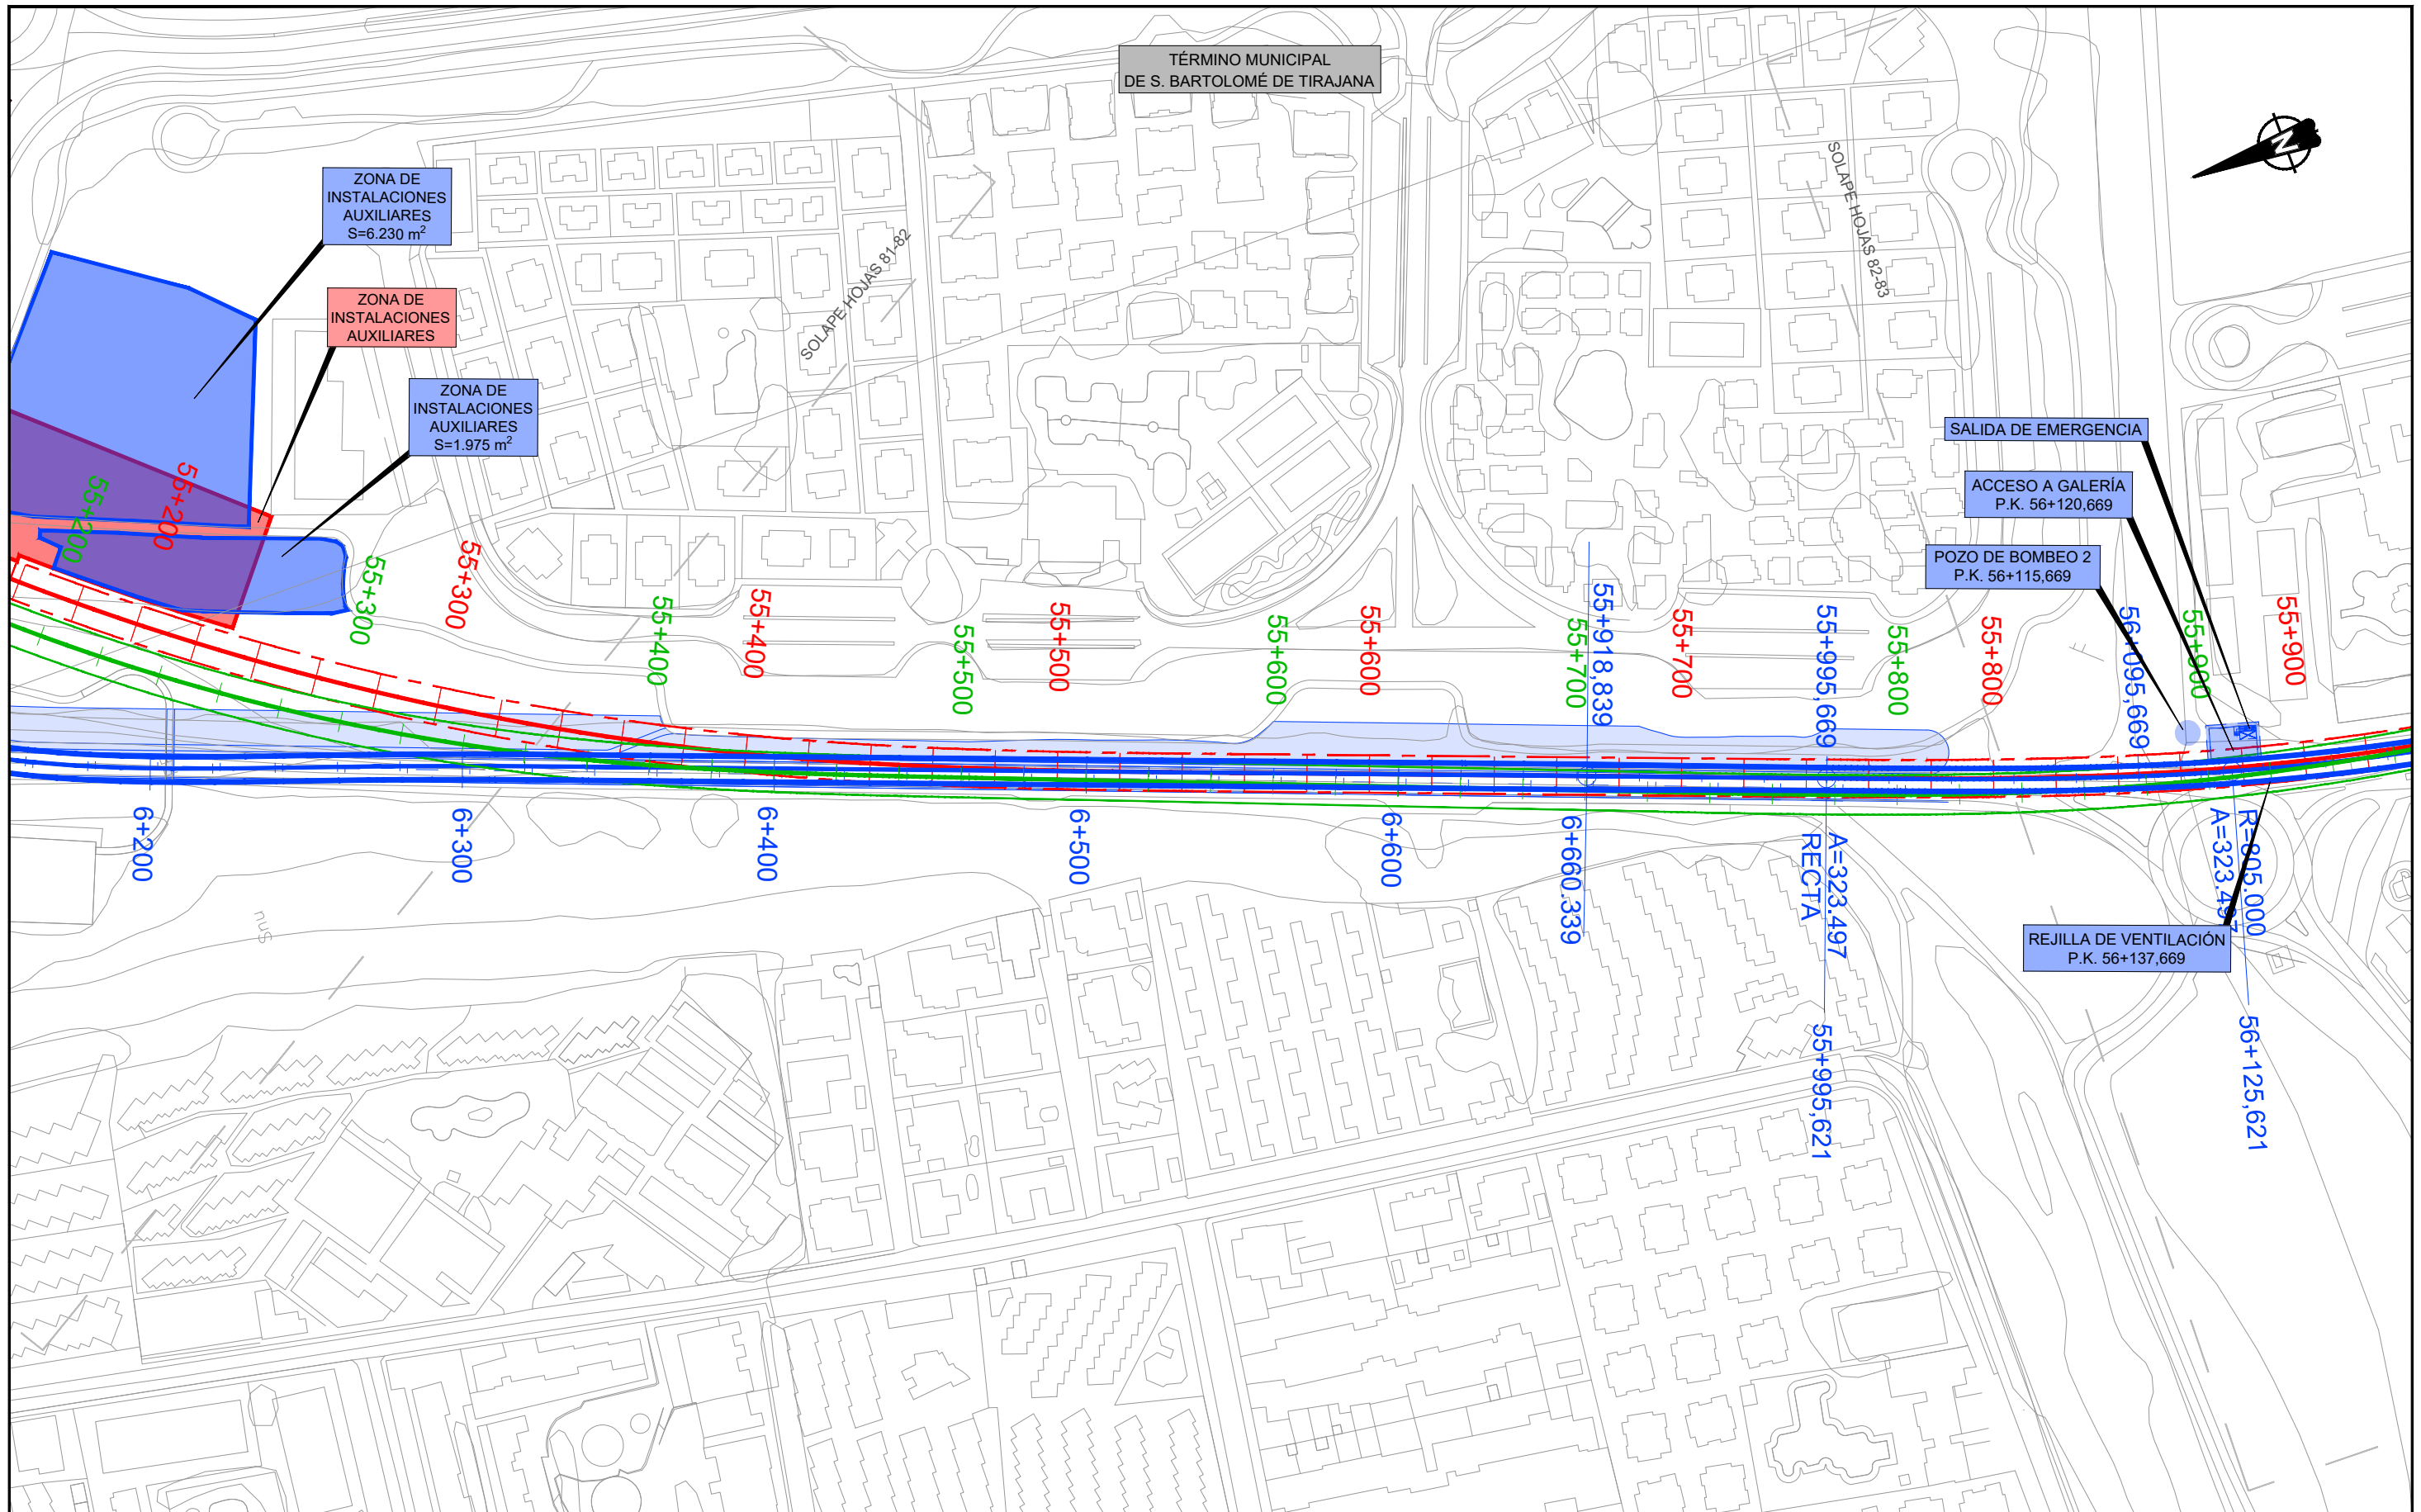 TÉRMINO MUNICIPAL
DE S. BARTOLOMÉ DE TIRAJANA
N
ZONA DE
INSTALACIONES
AUXILIARES
S=6.230 m²
ZONA DE
INSTALACIONES
AUXILIARES
ZONA DE
INSTALACIONES
AUXILIARES
S=1.975 m²
SOLAPE HOJAS 81-82
SOLAPE HOJAS 82-83
SALIDA DE EMERGENCIA
ACCESO A GALERÍA
P.K. 56+120,669
POZO DE BOMBEO 2
P.K. 56+115,669
55+200
55+200
55+300
55+300
55+400
55+400
55+500
55+500
55+600
55+600
55+700
55+918,839
55+700
55+995,669
55+800
55+800
56+095,669
55+900
55+900
6+200
6+300
6+400
6+500
6+600
6+660.339
RECTA
A=323.497
A=323.497
R=805.000
REJILLA DE VENTILACIÓN
P.K. 56+137,669
55+995,621
56+125,621